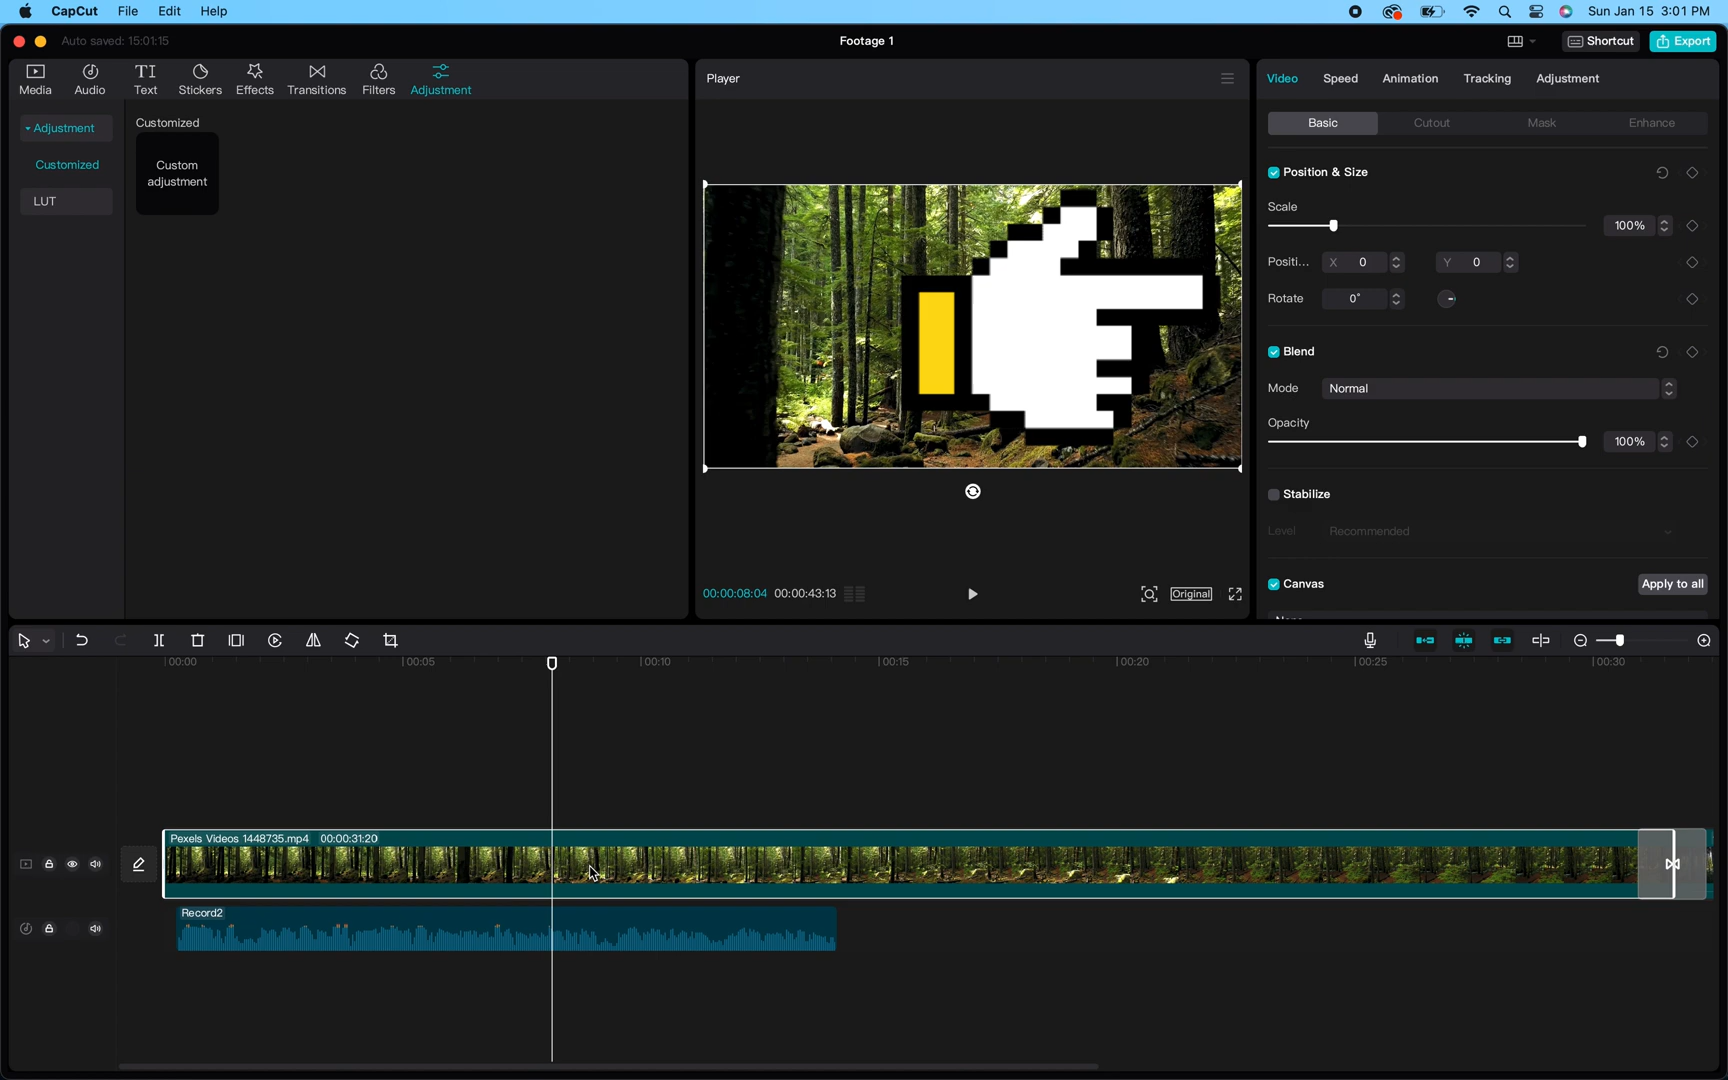 CapCut File Edit Help Sun Jan 15 3:01 PM
Auto saved: 15:01:15 Footage 1 Shortcut Export
Media Audio Text Stickers Effects Transitions Filters Adjustment
Player
Video Speed Animation Tracking Adjustment
Adjustment
Customized
LUT
Customized
Custom
adjustment
Basic Cutout Mask Enhance
Position & Size
Scale
100%
Positi... X 0 Y 0
Rotate 0°
Blend
Mode Normal
Opacity
100%
Stabilize
Level Recommended
Canvas Apply to all
00:00:08:04 00:00:43:13 Original
00:00 00:05 00:10 00:15 00:20 00:25 00:30
Pexels Videos 1448735.mp4 00:00:31:20
Record2